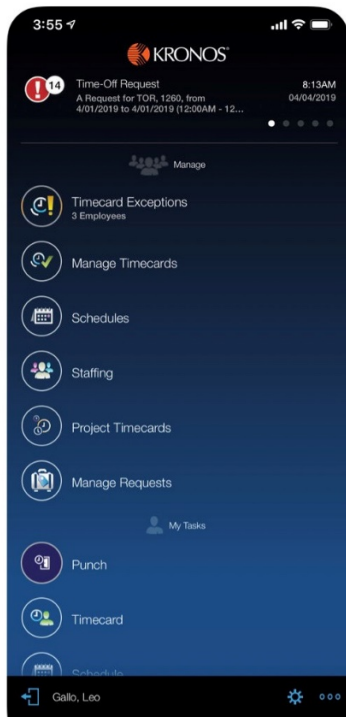 3:55
KRONOS
14
Time-Off Request
8:13AM
A Request for TOR, 1260, from
04/04/2019
4/01/2019 to 4/01/2019 (12:00AM - 12...
Manage
Timecard Exceptions
3 Employees
Manage Timecards
Schedules
Staffing
Project Timecards
Manage Requests
My Tasks
Punch
Timecard
Schedule
Gallo, Leo